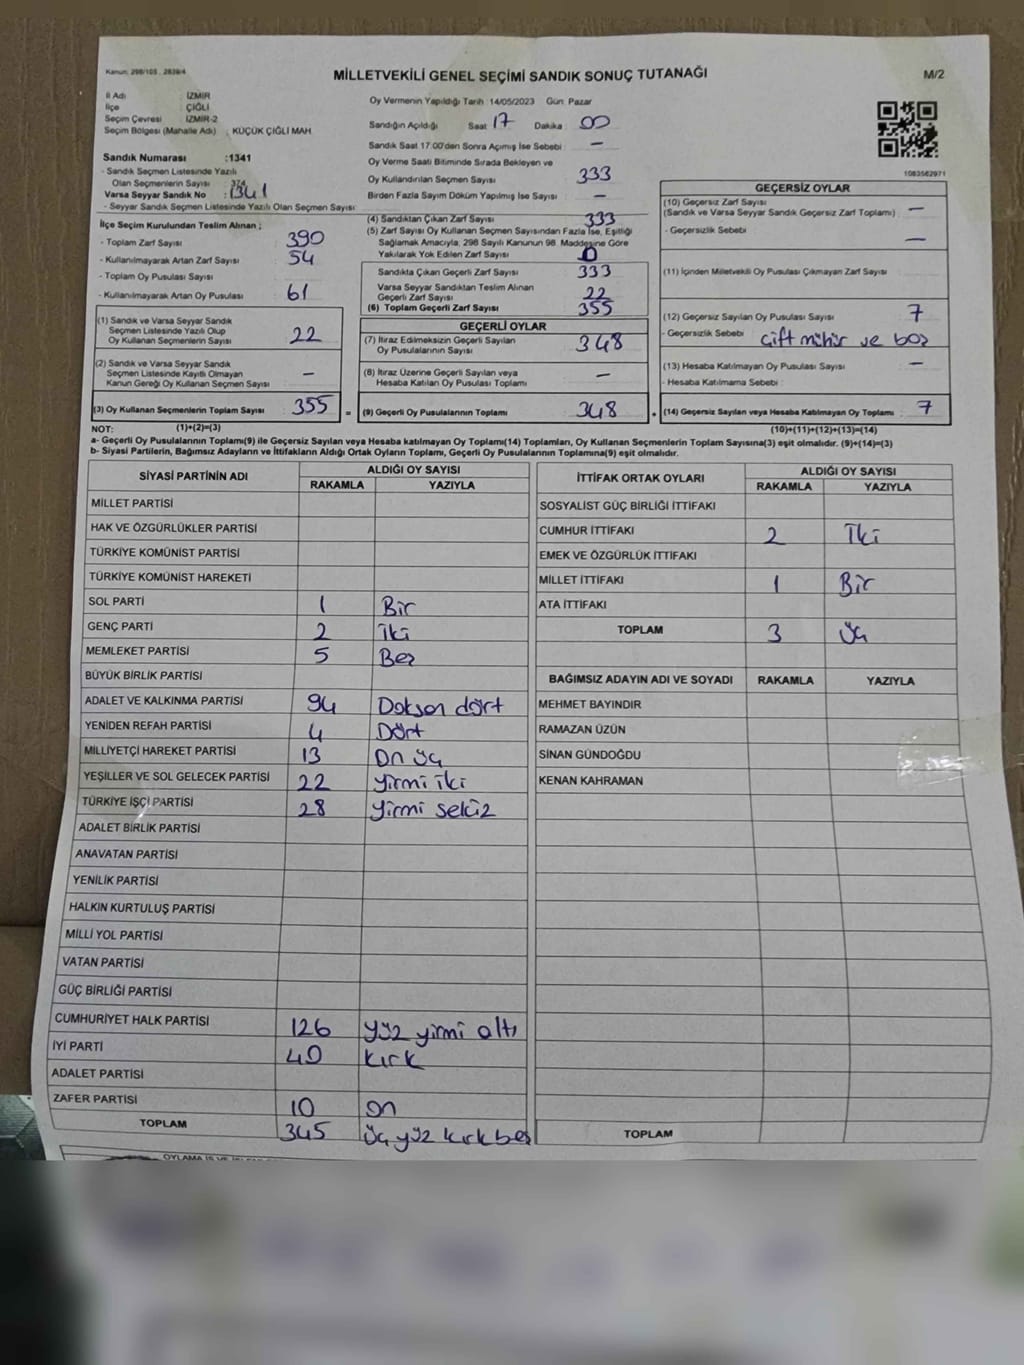 Kanun: 298/105 , 2839/4
MİLLETVEKİLİ GENEL SEÇİMİ SANDIK SONUÇ TUTANAĞI
M/2
İl Adı İZMİR
İlçe ÇİĞLİ
Seçim Çevresi İZMİR-2
Seçim Bölgesi (Mahalle Adı) : KÜÇÜK ÇİĞLİ MAH.
Oy Vermenin Yapıldığı Tarih :14/05/2023 Gün: Pazar
Sandığın Açıldığı Saat 17 Dakika : 00
Sandık Saat 17:00'den Sonra Açımış İse Sebebi : —
Oy Verme Saati Bitiminde Sırada Bekleyen ve
Oy Kullandırılan Seçmen Sayısı : 333
Birden Fazla Sayım Döküm Yapılmış İse Sayısı : —
1083562971
Sandık Numarası :1341
- Sandık Seçmen Listesinde Yazılı
Olan Seçmenlerin Sayısı : 374
Varsa Seyyar Sandık No : 1341
- Seyyar Sandık Seçmen Listesinde Yazılı Olan Seçmen Sayısı:
İlçe Seçim Kurulundan Teslim Alınan ;
- Toplam Zarf Sayısı : 390
- Kullanılmayarak Artan Zarf Sayısı : 54
- Toplam Oy Pusulası Sayısı :
- Kullanılmayarak Artan Oy Pusulası : 61
(1) Sandık ve Varsa Seyyar Sandık
Seçmen Listesinde Yazılı Olup
Oy Kullanan Seçmenlerin Sayısı : 22
(2) Sandık ve Varsa Seyyar Sandık
Seçmen Listesinde Kayıtlı Olmayan
Kanun Gereği Oy Kullanan Seçmen Sayısı : —
(3) Oy Kullanan Seçmenlerin Toplam Sayısı : 355 =
(4) Sandıktan Çıkan Zarf Sayısı : 333
(5) Zarf Sayısı Oy Kullanan Seçmen Sayısından Fazla İse, Eşitliği
Sağlamak Amacıyla, 298 Sayılı Kanunun 98. Maddesine Göre
Yakılarak Yok Edilen Zarf Sayısı : 0
Sandıkta Çıkan Geçerli Zarf Sayısı : 333
Varsa Seyyar Sandıktan Teslim Alınan
Geçerli Zarf Sayısı : 22
(6) Toplam Geçerli Zarf Sayısı : 355
GEÇERLİ OYLAR
(7) İtiraz Edilmeksizin Geçerli Sayılan
Oy Pusulalarının Sayısı : 348
(8) İtiraz Üzerine Geçerli Sayılan veya
Hesaba Katılan Oy Pusulası Toplamı : —
(9) Geçerli Oy Pusulalarının Toplamı : 348
GEÇERSİZ OYLAR
(10) Geçersiz Zarf Sayısı
(Sandık ve Varsa Seyyar Sandık Geçersiz Zarf Toplamı) : —
- Geçersizlik Sebebi : —
(11) İçinden Milletvekili Oy Pusulası Çıkmayan Zarf Sayısı :
(12) Geçersiz Sayılan Oy Pusulası Sayısı : 7
- Geçersizlik Sebebi : Çift mühür ve boş
(13) Hesaba Katılmayan Oy Pusulası Sayısı : —
- Hesaba Katılmama Sebebi :
(14) Geçersiz Sayılan veya Hesaba Katılmayan Oy Toplamı : 7
NOT: (1)+(2)=(3)
(10)+(11)+(12)+(13)=(14)
a- Geçerli Oy Pusulalarının Toplamı(9) ile Geçersiz Sayılan veya Hesaba katılmayan Oy Toplamı(14) Toplamları, Oy Kullanan Seçmenlerin Toplam Sayısına(3) eşit olmalıdır. (9)+(14)=(3)
b- Siyasi Partilerin, Bağımsız Adayların ve İttifakların Aldığı Ortak Oyların Toplamı, Geçerli Oy Pusulalarının Toplamına(9) eşit olmalıdır.
SİYASİ PARTİNİN ADI ALDIĞI OY SAYISI
RAKAMLA YAZIYLA
MİLLET PARTİSİ
HAK VE ÖZGÜRLÜKLER PARTİSİ
TÜRKİYE KOMÜNİST PARTİSİ
TÜRKİYE KOMÜNİST HAREKETİ
SOL PARTİ 1 Bir
GENÇ PARTİ 2 İki
MEMLEKET PARTİSİ 5 Beş
BÜYÜK BİRLİK PARTİSİ
ADALET VE KALKINMA PARTİSİ 94 Doksan dört
YENİDEN REFAH PARTİSİ 4 Dört
MİLLİYETÇİ HAREKET PARTİSİ 13 On üç
YEŞİLLER VE SOL GELECEK PARTİSİ 22 yirmi iki
TÜRKİYE İŞÇİ PARTİSİ 28 yirmi sekiz
ADALET BİRLİK PARTİSİ
ANAVATAN PARTİSİ
YENİLİK PARTİSİ
HALKIN KURTULUŞ PARTİSİ
MİLLİ YOL PARTİSİ
VATAN PARTİSİ
GÜÇ BİRLİĞİ PARTİSİ
CUMHURİYET HALK PARTİSİ 126 yüz yirmi altı
İYİ PARTİ 40 kırk
ADALET PARTİSİ
ZAFER PARTİSİ 10 on
TOPLAM 345 üç yüz kırk beş
İTTİFAK ORTAK OYLARI ALDIĞI OY SAYISI
RAKAMLA YAZIYLA
SOSYALİST GÜÇ BİRLİĞİ İTTİFAKI
CUMHUR İTTİFAKI 2 İki
EMEK VE ÖZGÜRLÜK İTTİFAKI
MİLLET İTTİFAKI 1 Bir
ATA İTTİFAKI
TOPLAM 3 üç
BAĞIMSIZ ADAYIN ADI VE SOYADI RAKAMLA YAZIYLA
MEHMET BAYINDIR
RAMAZAN ÜZÜN
SİNAN GÜNDOĞDU
KENAN KAHRAMAN
TOPLAM